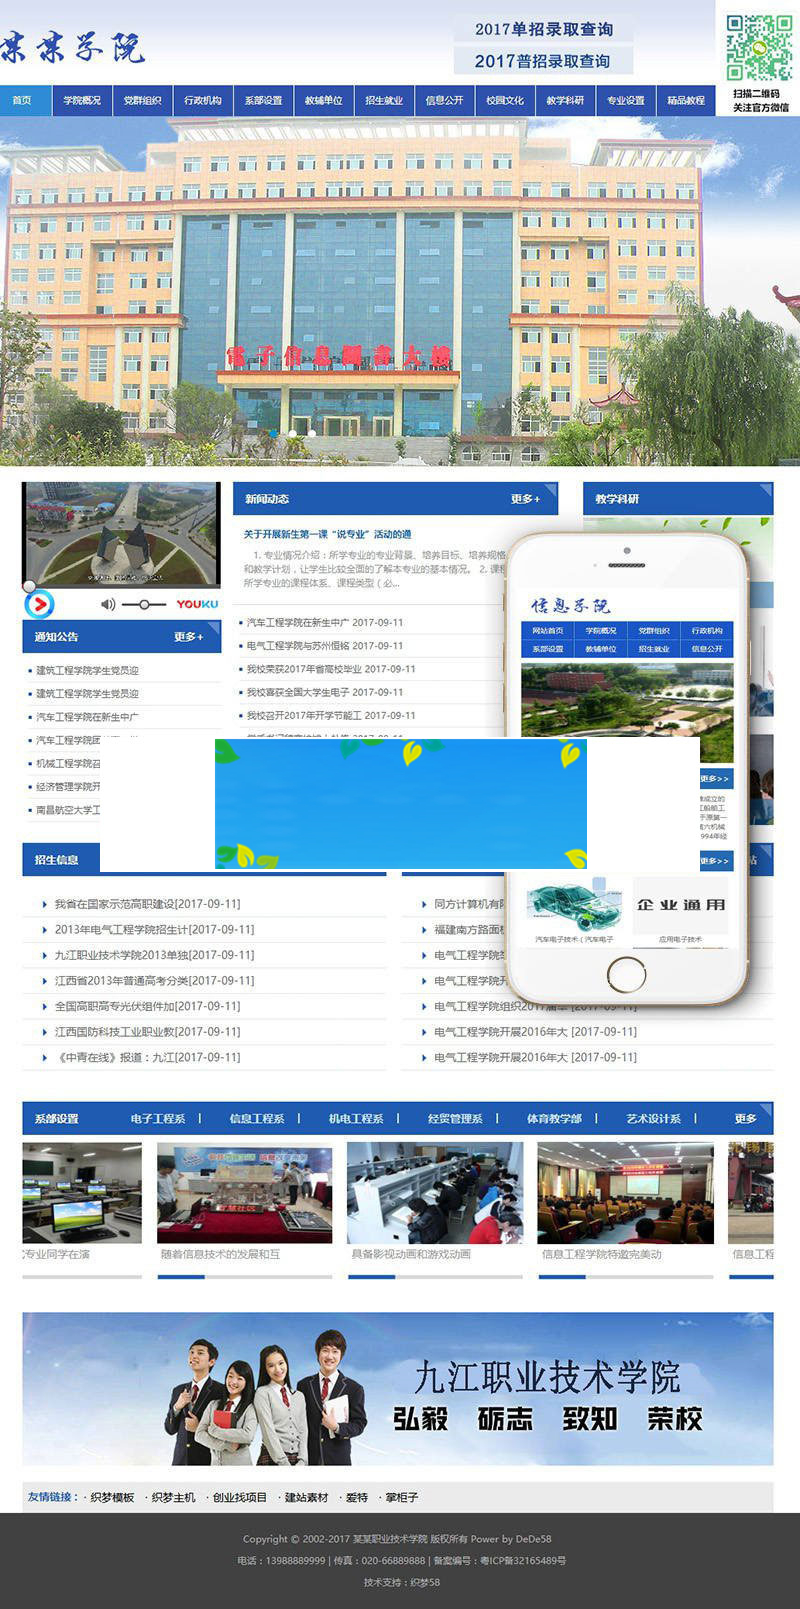 某某学院
2017单招录取查询
2017普招录取查询
扫描二维码
关注官方微信
首页 学院概况 党群组织 行政机构 系部设置 教辅单位 招生就业 信息公开 校园文化 教学科研 专业设置 精品教程
YOUKU
通知公告 更多+
建筑工程学院学生党员迎
建筑工程学院学生党员迎
汽车工程学院在新生中广
汽车工程学院团
机械工程学院召
经济管理学院开
南昌航空大学工
新闻动态 更多+
关于开展新生第一课“说专业”活动的通
1. 专业情况介绍：所学专业的专业背景、培养目标、培养规格
和教学计划，让学生比较全面的了解本专业的基本情况。 2. 课程
所学专业的课程体系、课程类型（必...
汽车工程学院在新生中广 2017-09-11
电气工程学院与苏州恒铭 2017-09-11
我校荣获2017年省高校毕业 2017-09-11
我校喜获全国大学生电子 2017-09-11
我校召开2017年开学节能工 2017-09-11
2017-09-11
教学科研
信息学院
网站首页 学院概况 党群组织 行政机构
系部设置 教辅单位 招生就业 信息公开
更多>>
更多>>
企业通用
汽车电子技术 ( 汽车电子
应用电子技术
招生信息
我省在国家示范高职建设[2017-09-11]
2013年电气工程学院招生计[2017-09-11]
九江职业技术学院2013单独[2017-09-11]
江西省2013年普通高考分类[2017-09-11]
全国高职高专光伏组件加[2017-09-11]
江西国防科技工业职业教[2017-09-11]
《中青在线》报道：九江[2017-09-11]
站
同方计算机有限
福建南方路面机
电气工程学院
电气工程学院开
电气工程学院组织2017届毕 [2017-09-11]
电气工程学院开展2016年大 [2017-09-11]
电气工程学院开展2016年大 [2017-09-11]
系部设置 电子工程系 | 信息工程系 | 机电工程系 | 经贸管理系 | 体育教学部 | 艺术设计系 | 更多
专业同学在演
随着信息技术的发展和互
具备影视动画和游戏动画
信息工程学院特邀完美动
信息工程
九江职业技术学院
弘毅 砺志 致知 荣校
友情链接： · 织梦模板 · 织梦主机 · 创业找项目 · 建站素材 · 爱特 · 掌柜子
Copyright © 2002-2017 某某职业技术学院 版权所有 Power by DeDe58
电话：13988889999 | 传真：020-66889888 | 备案编号：粤ICP备32165489号
技术支持：织梦58